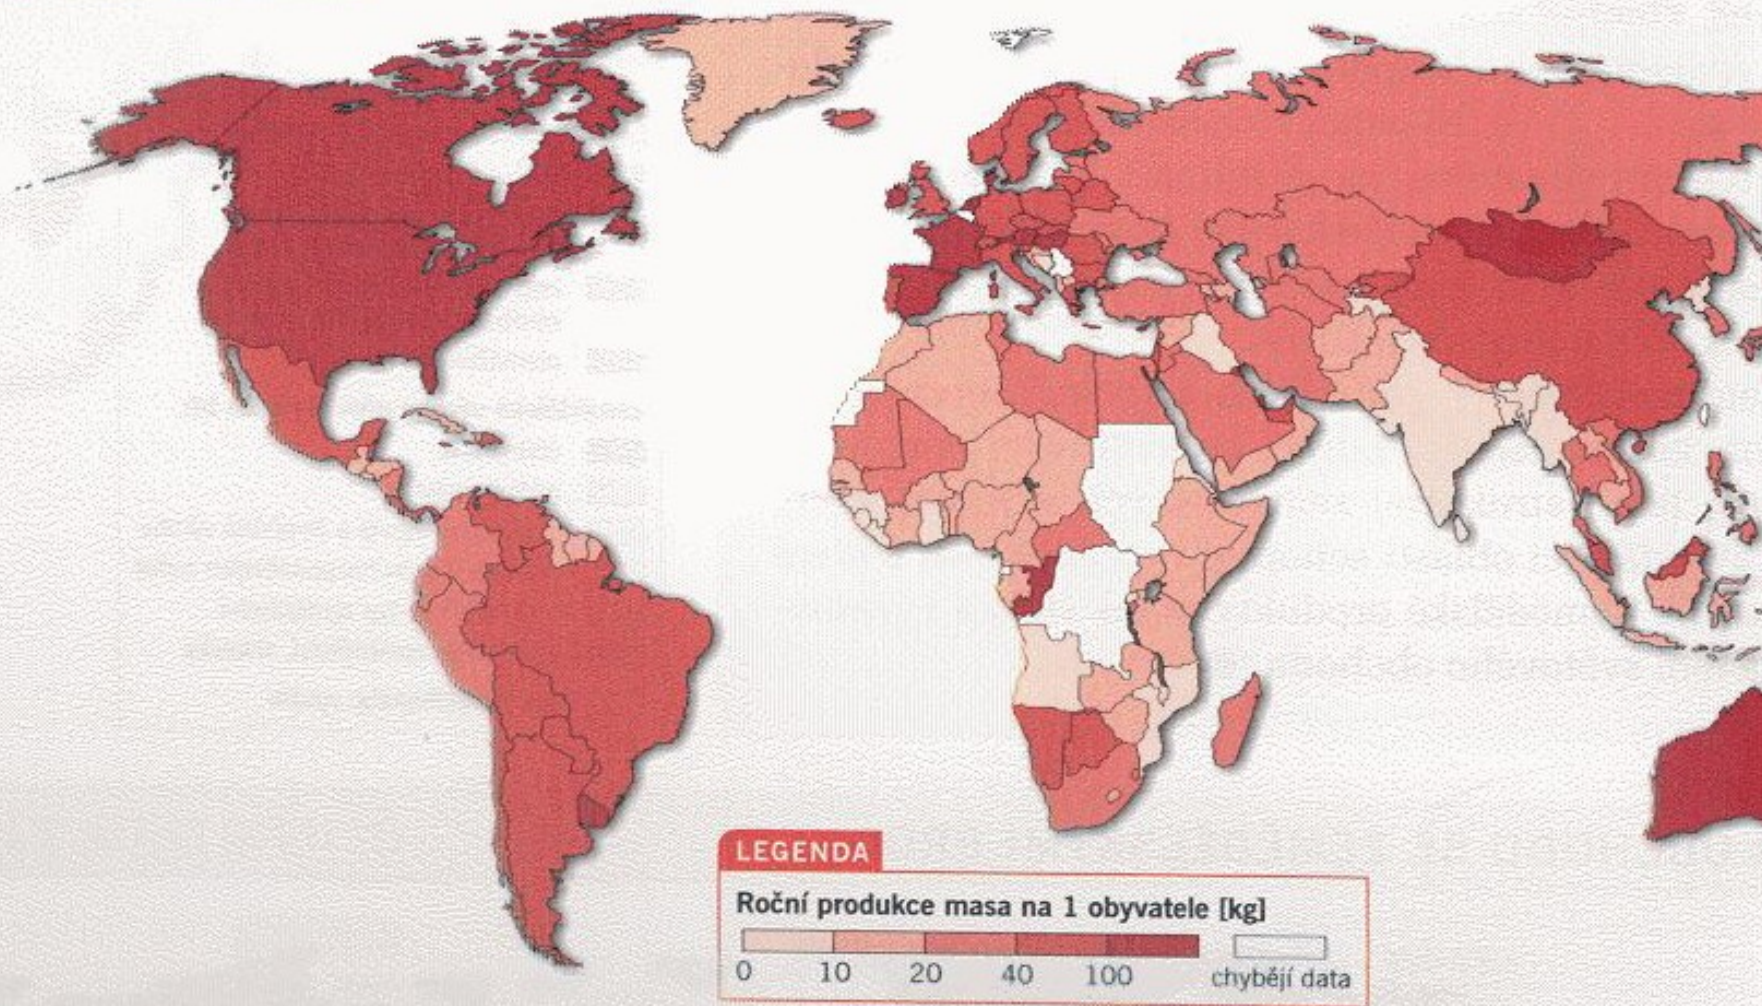 LEGENDA
Roční produkce masa na 1 obyvatele [kg]
0 10 20 40 100 chybějí data